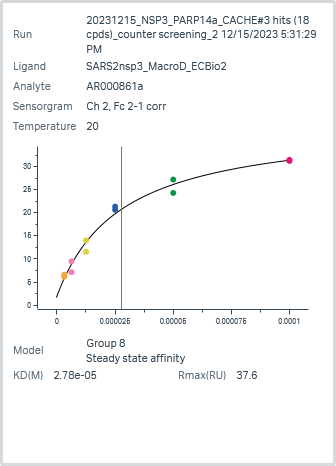 Run 20231215_NSP3_PARP14a_CACHE#3 hits (18
cpds)_counter screening_2 12/15/2023 5:31:29
PM
Ligand SARS2nsp3_MacroD_ECBio2
Analyte AR000861a
Sensorgram Ch 2, Fc 2-1 corr
Temperature 20
30
25
20
15
10
5
0
0 0.000025 0.00005 0.000075 0.0001
Model Group 8
Steady state affinity
KD(M) 2.78e-05 Rmax(RU) 37.6